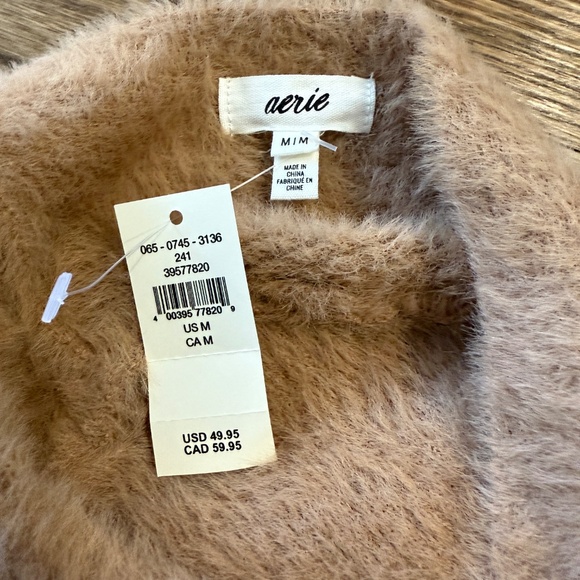 aerie
M|M
MADE IN
CHINA
FABRIQUÉ EN
CHINE
065 - 0745 - 3136
241
39577820
4 00395 77820 9
US M
CA M
USD 49.95
CAD 59.95